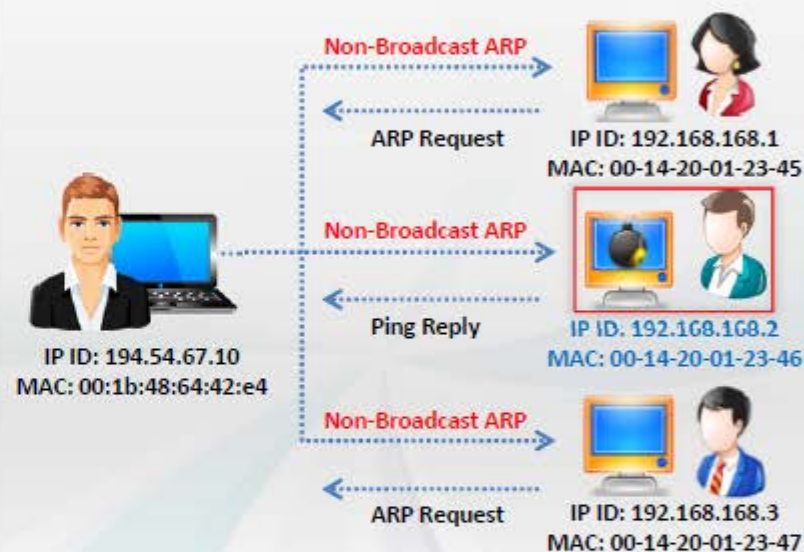 Non-Broadcast ARP
ARP Request
IP ID: 192.168.168.1
MAC: 00-14-20-01-23-45
Non-Broadcast ARP
Ping Reply
IP ID: 192.168.168.2
MAC: 00-14-20-01-23-46
IP ID: 194.54.67.10
MAC: 00:1b:48:64:42:e4
Non-Broadcast ARP
ARP Request
IP ID: 192.168.168.3
MAC: 00-14-20-01-23-47